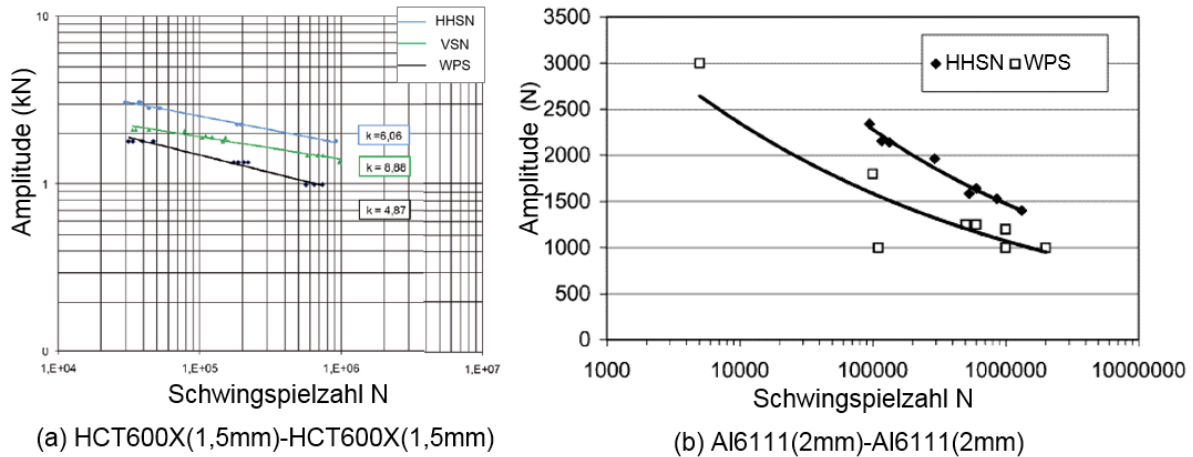 10
HHSN
VSN
WPS
k =6,06
k = 8,88
k = 4,87
1
0
Amplitude (kN)
1,E+04
1,E+05
1,E+06
1,E+07
Schwingspielzahl N
(a) HCT600X(1,5mm)-HCT600X(1,5mm)
3500
3000
2500
2000
1500
1000
500
0
Amplitude (N)
HHSN WPS
1000
10000
100000
1000000
10000000
Schwingspielzahl N
(b) Al6111(2mm)-Al6111(2mm)